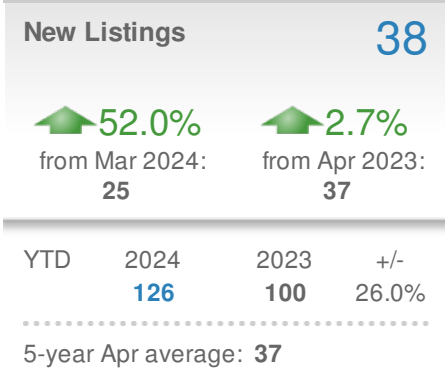 New Listings 38
52.0% 2.7%
from Mar 2024: from Apr 2023:
25 37
YTD 2024 2023 +/-
126 100 26.0%
5-year Apr average: 37